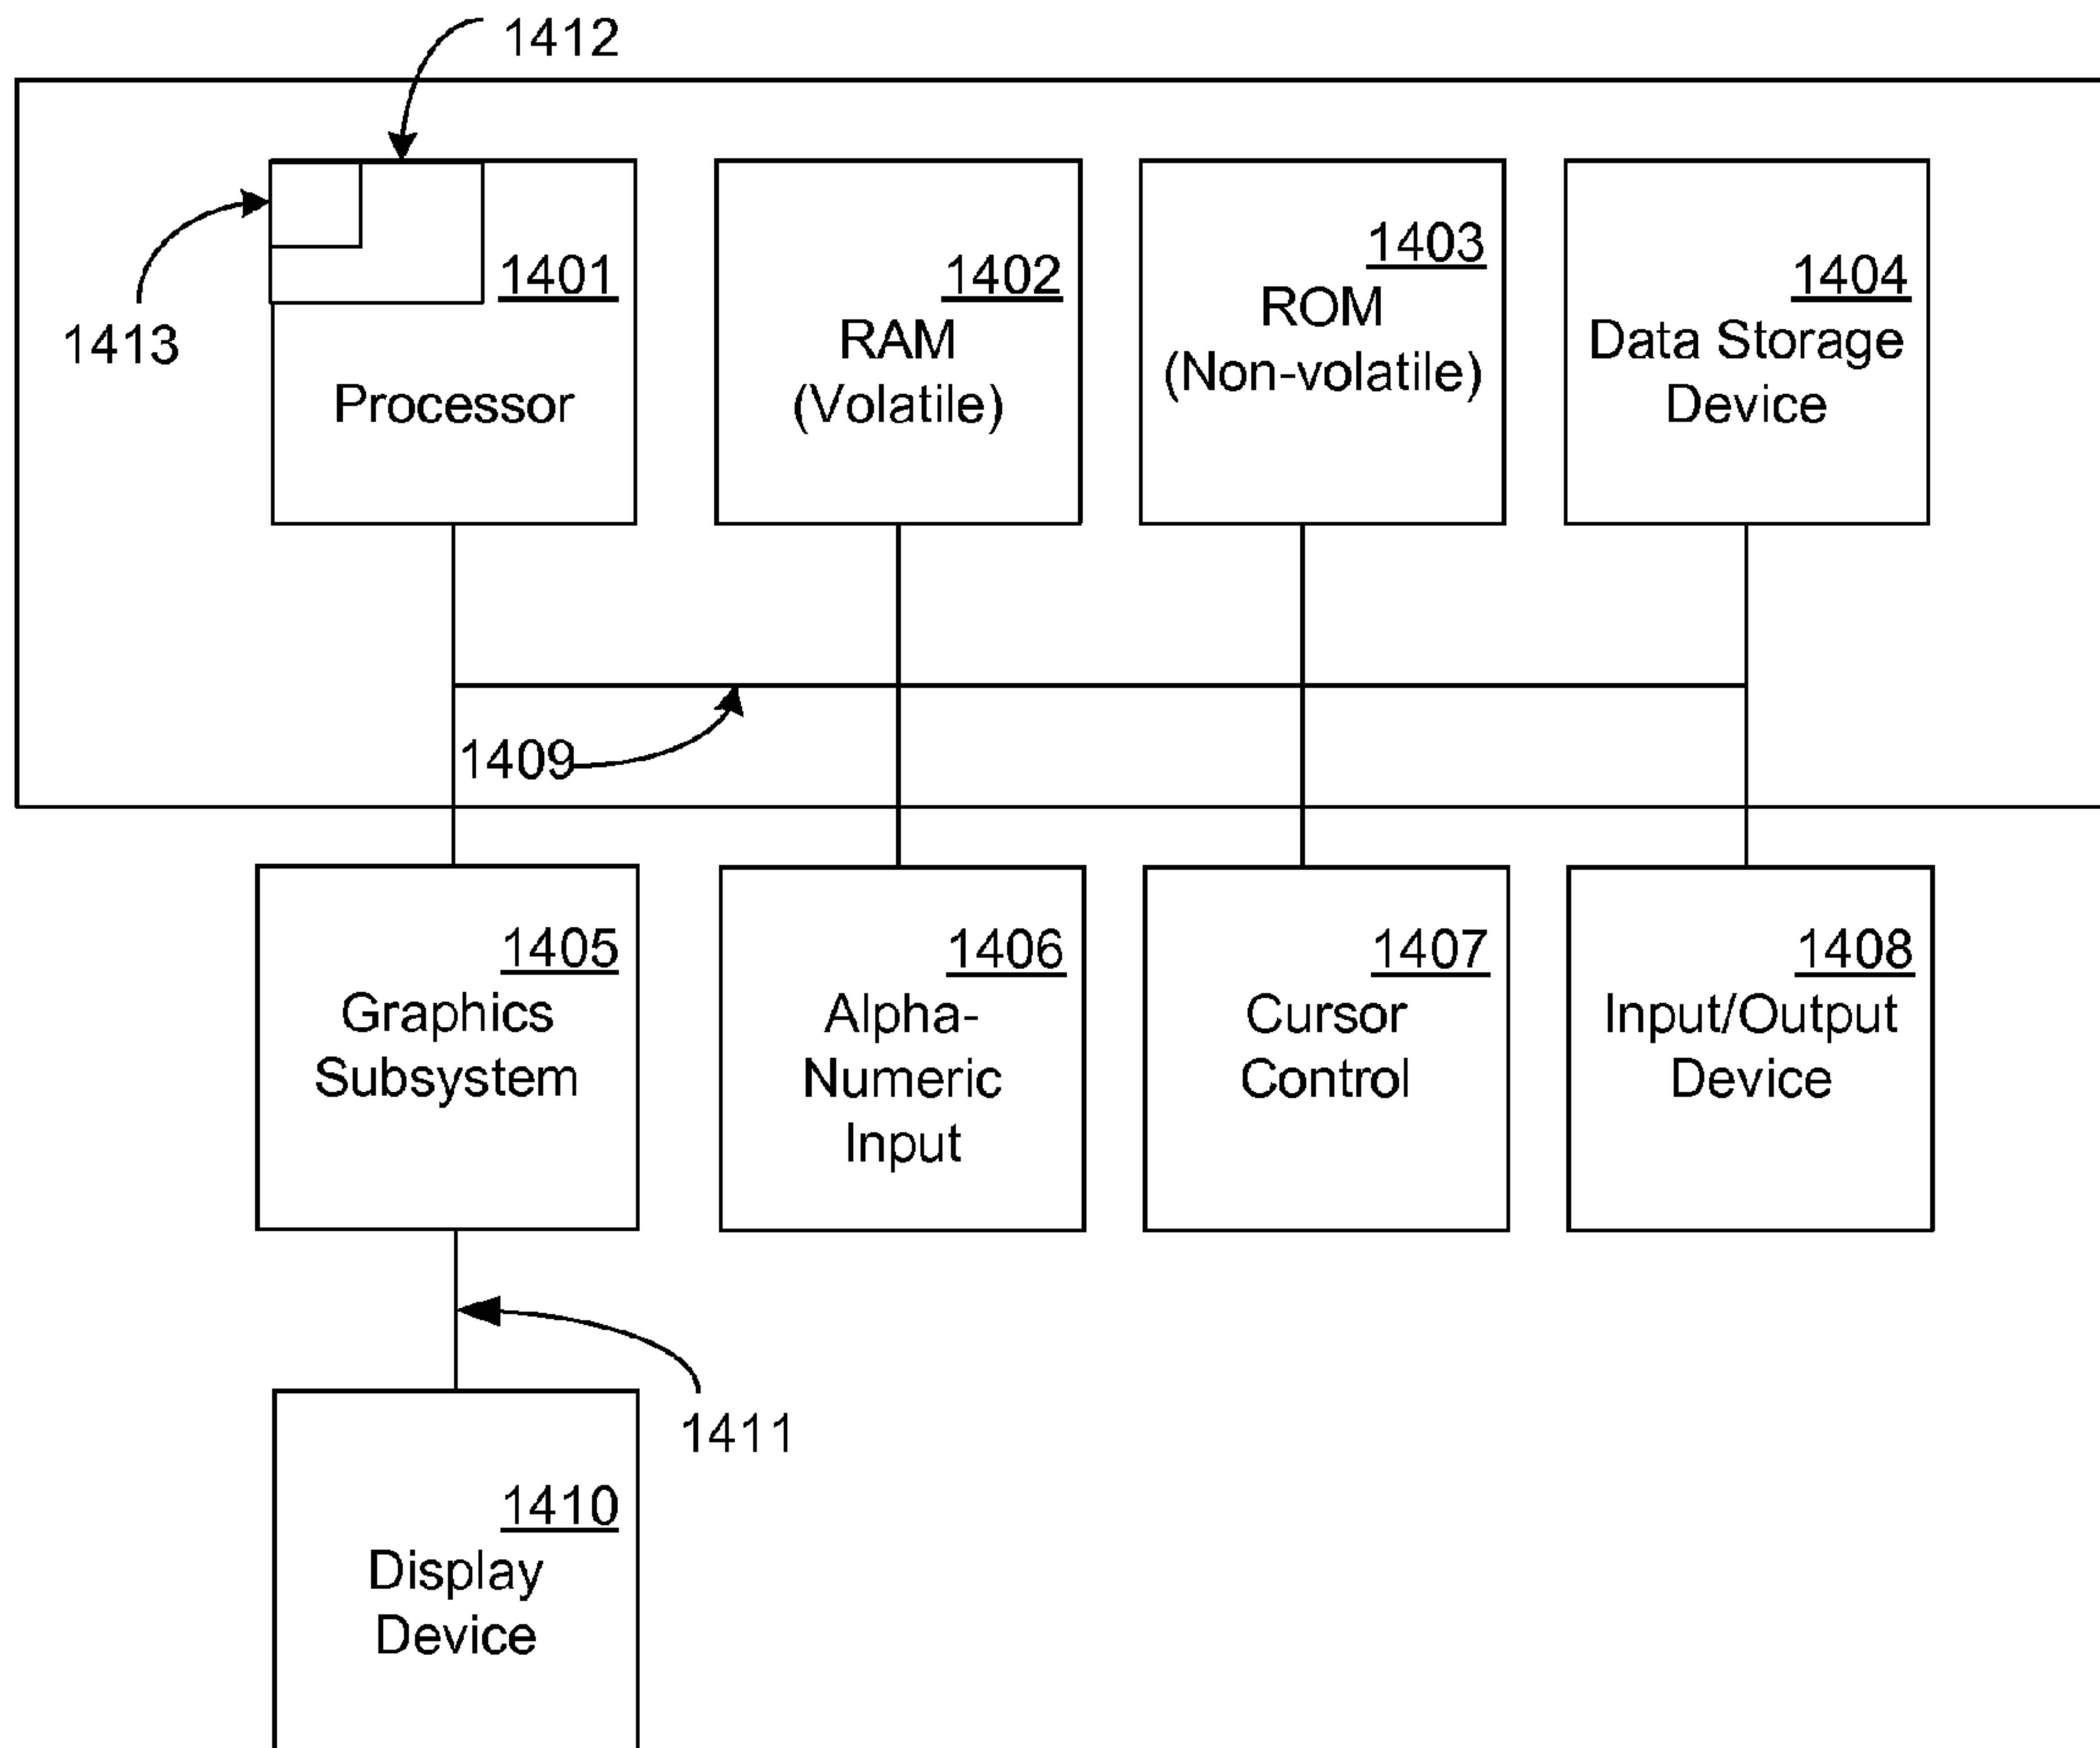 1412
1413
1401
Processor
1402
RAM
(Volatile)
1403
ROM
(Non-volatile)
1404
Data Storage
Device
1409
1405
Graphics
Subsystem
1406
Alpha-
Numeric
Input
1407
Cursor
Control
1408
Input/Output
Device
1411
1410
Display
Device